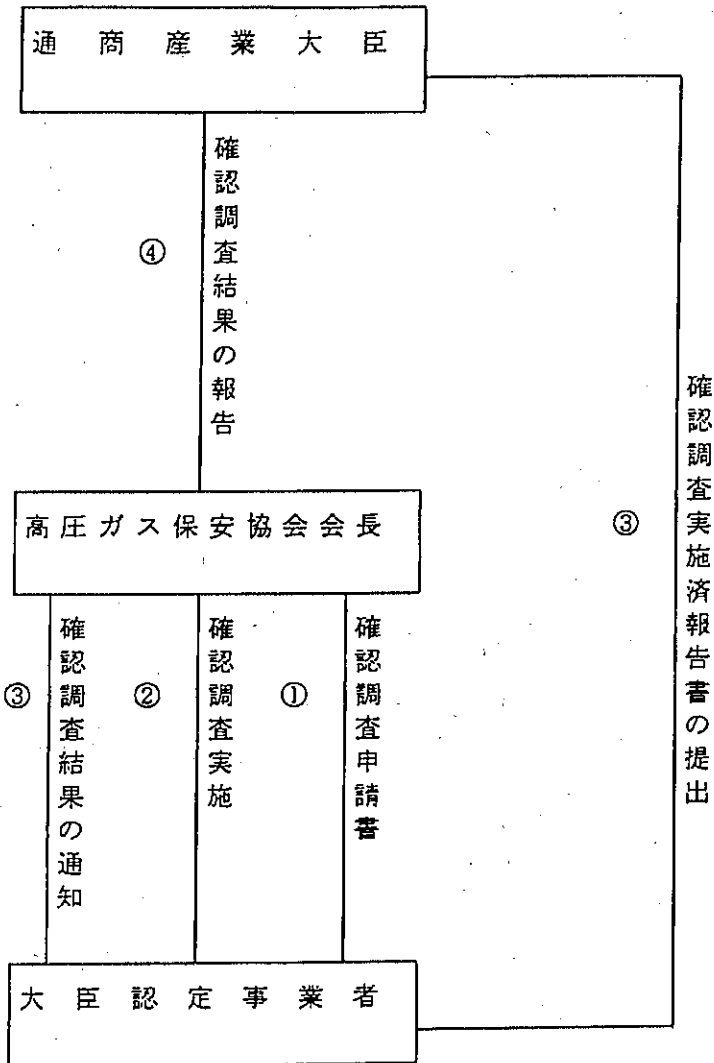 通商産業大臣
④
確認調査結果の報告
高圧ガス保安協会会長
③
確認調査実施済報告書の提出
③
確認調査結果の通知
②
確認調査実施
①
確認調査申請書
大臣認定事業者